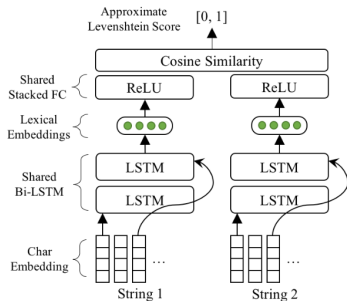 Approximate
Levenshtein Score
[0, 1]
Cosine Similarity
Shared
Stacked FC
ReLU
ReLU
Lexical
Embeddings
Shared
Bi-LSTM
LSTM
LSTM
LSTM
LSTM
Char
Embedding
...
...
String 1
String 2